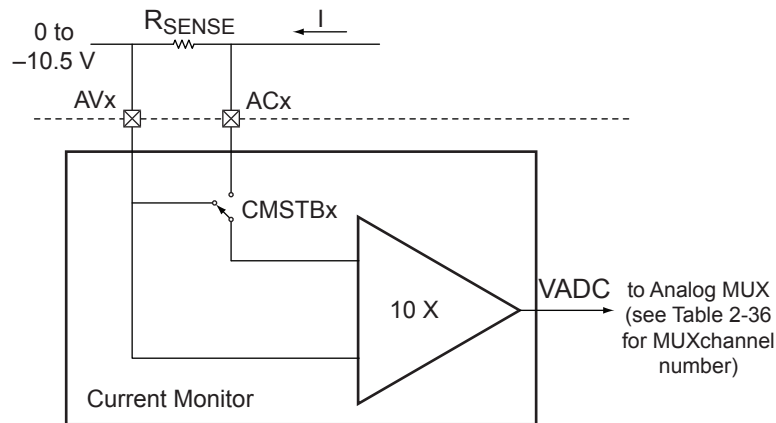 0 to
–10.5 V
RSENSE
I
AVx
ACx
CMSTBx
10 X
VADC
to Analog MUX
(see Table 2-36
for MUXchannel
number)
Current Monitor